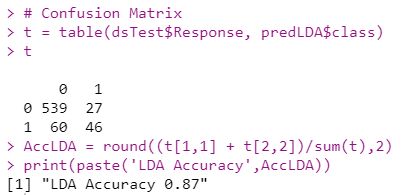 > # Confusion Matrix
> t = table(dsTest$Response, predLDA$class)
> t
0 1
0 539 27
1 60 46
> AccLDA = round((t[1,1] + t[2,2])/sum(t),2)
> print(paste('LDA Accuracy',AccLDA))
[1] "LDA Accuracy 0.87"